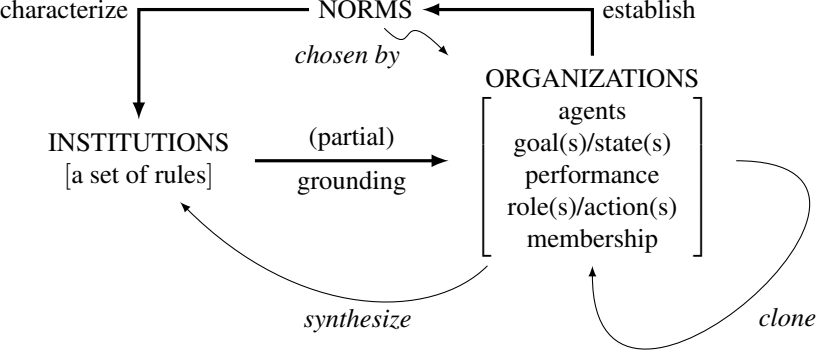 characterize
NORMS
establish
chosen by
ORGANIZATIONS
agents
goal(s)/state(s)
performance
role(s)/action(s)
membership
INSTITUTIONS
[a set of rules]
(partial)
grounding
synthesize
clone